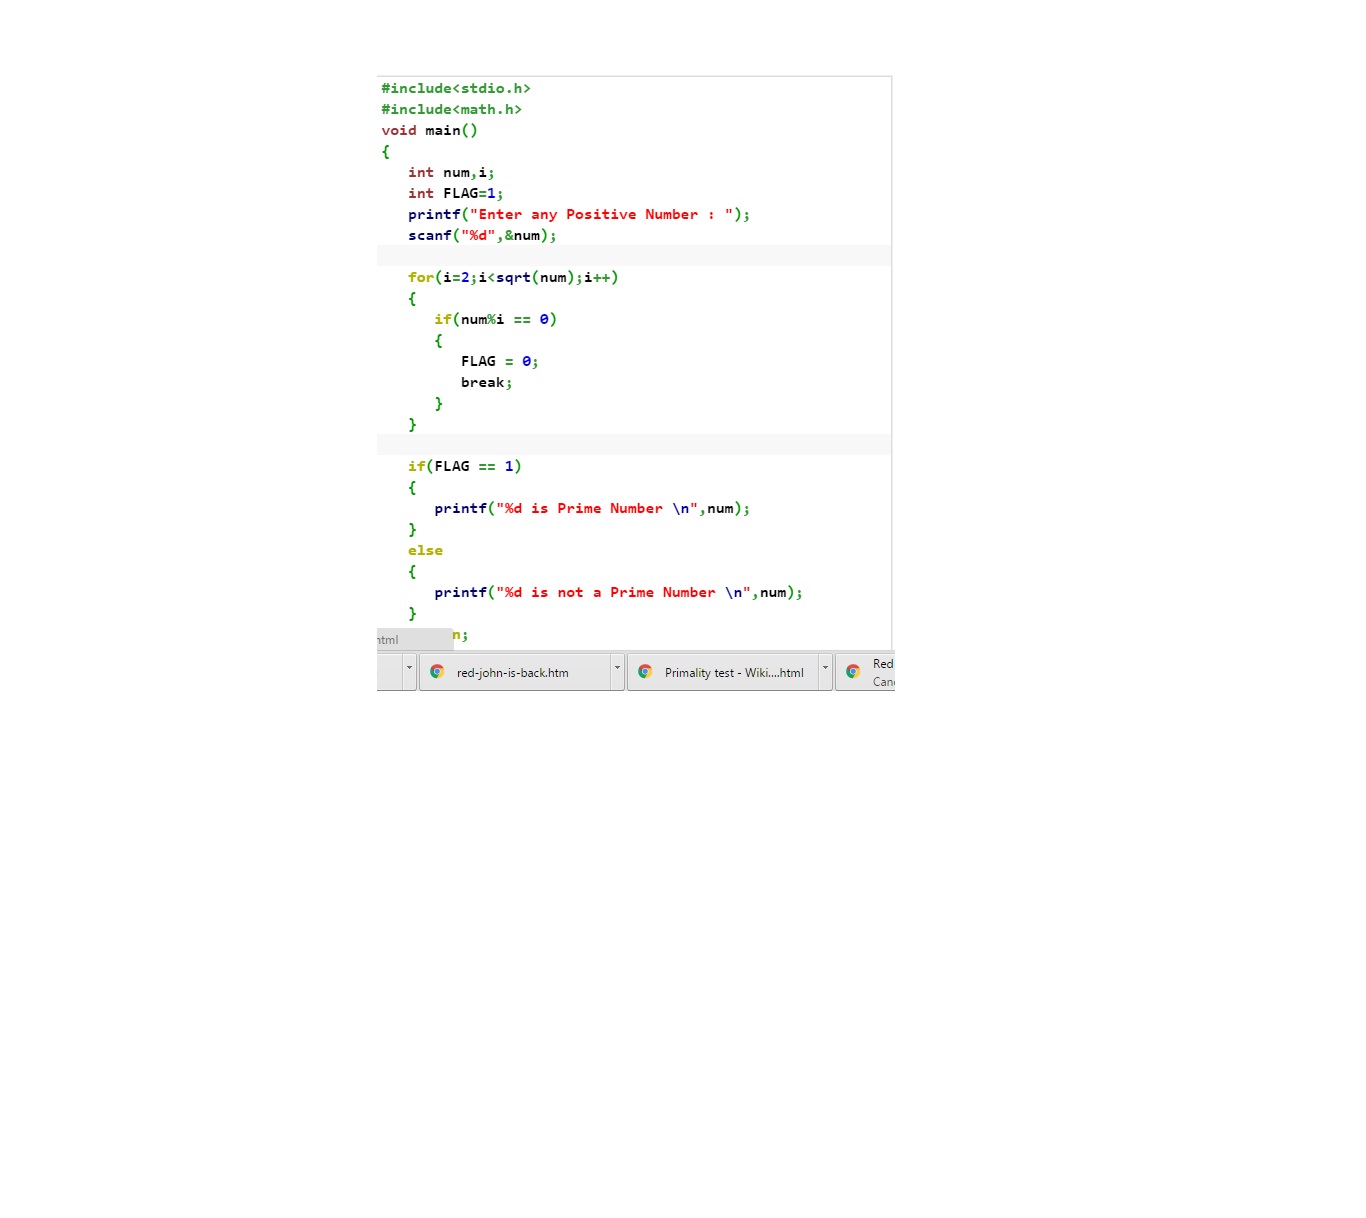 #include<stdio.h>
#include<math.h>
void main()
{
   int num,i;
   int FLAG=1;
   printf("Enter any Positive Number : ");
   scanf("%d",&num);

   for(i=2;i<sqrt(num);i++)
   {
      if(num%i == 0)
      {
         FLAG = 0;
         break;
      }
   }

   if(FLAG == 1)
   {
      printf("%d is Prime Number \n",num);
   }
   else
   {
      printf("%d is not a Prime Number \n",num);
   }
html n;
red-john-is-back.htm Primality test - Wiki....html Red